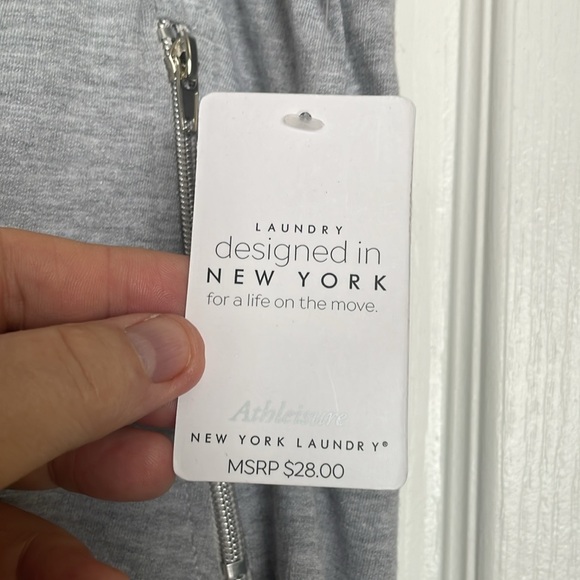 LAUNDRY
designed in
NEW YORK
for a life on the move.
Athleisure
NEW YORK LAUNDRY®
MSRP $28.00